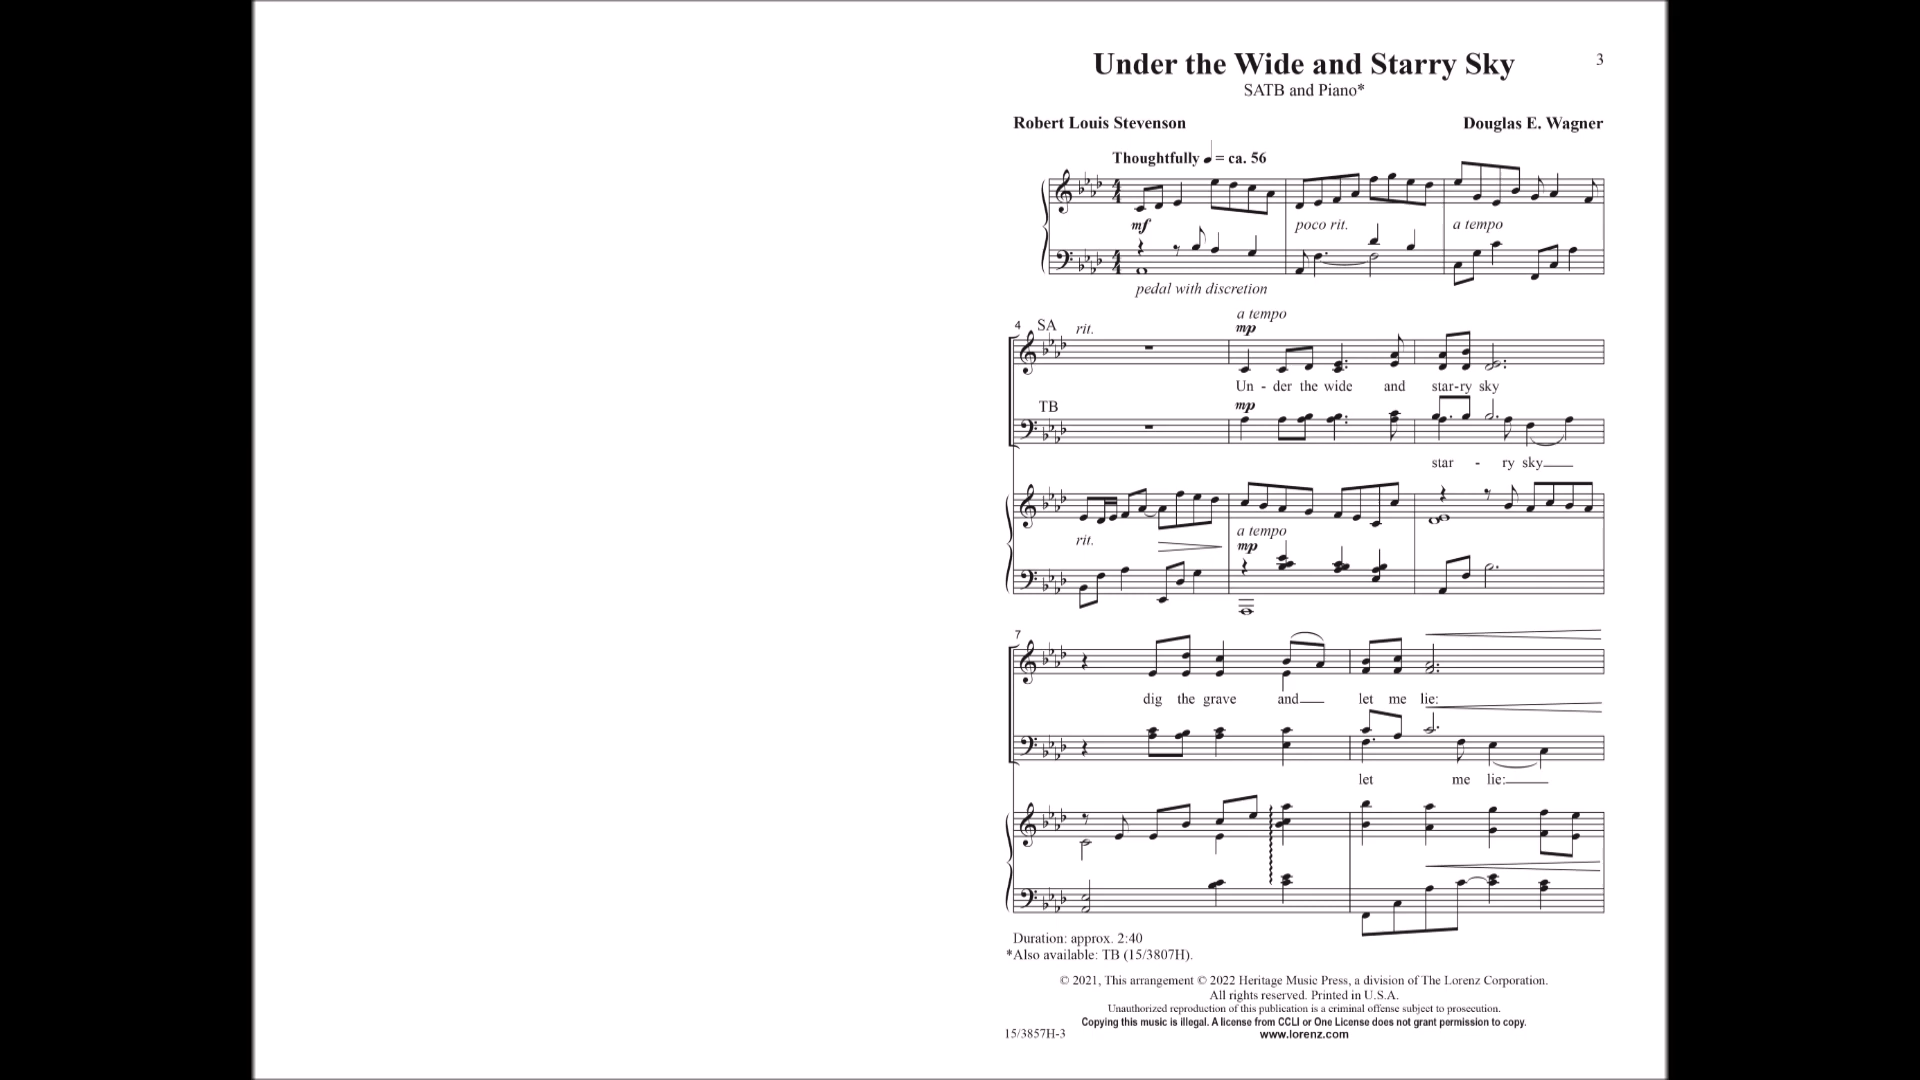 Under the Wide and Starry Sky
3
SATB and Piano*
Robert Louis Stevenson
Douglas E. Wagner
Thoughtfully ♩ = ca. 56
mf
poco rit.
a tempo
pedal with discretion
a tempo
4
SA
rit.
mp
Un - der the wide and star-ry sky
TB
mp
star - ry sky
a tempo
rit.
mp
7
dig the grave and let me lie:
let me lie:
Duration: approx. 2:40
*Also available: TB (15/3807H).
© 2021, This arrangement © 2022 Heritage Music Press, a division of The Lorenz Corporation.
All rights reserved. Printed in U.S.A.
Unauthorized reproduction of this publication is a criminal offense subject to prosecution.
Copying this music is illegal. A license from CCLI or One License does not grant permission to copy.
15/3857H-3
www.lorenz.com